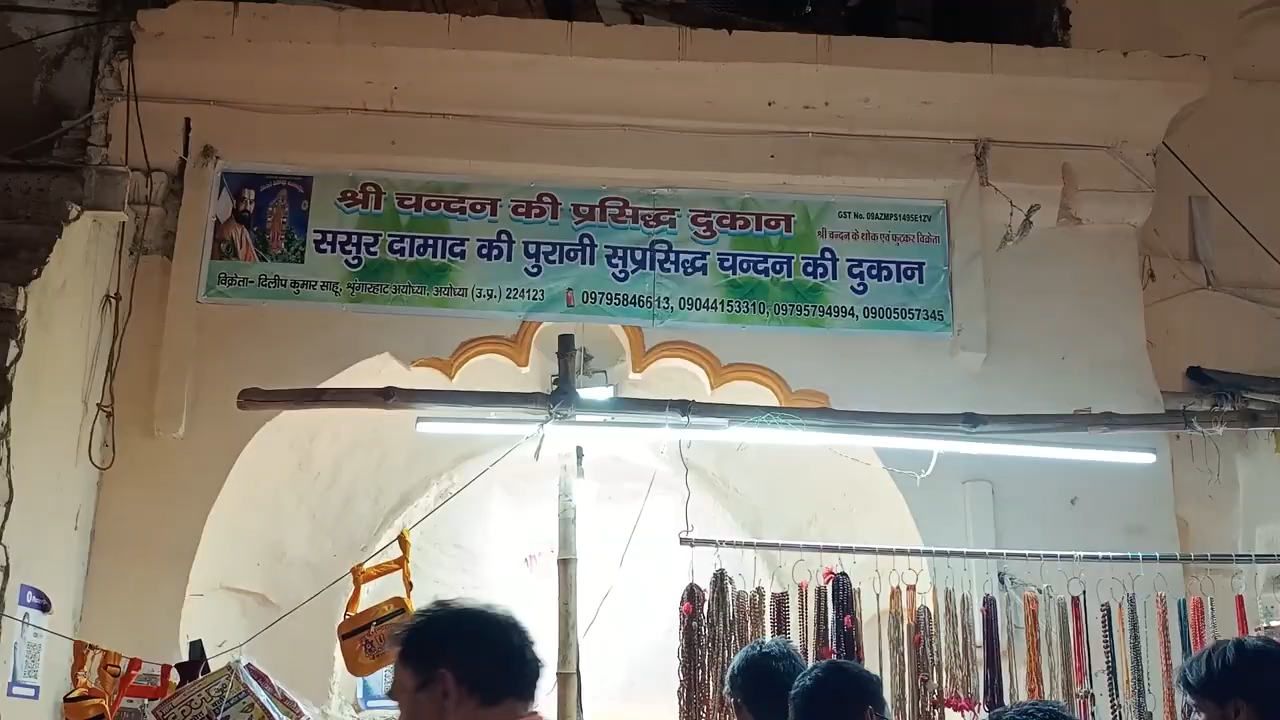 श्री चन्दन की प्रसिद्ध दुकान
GST No. 09AZMPS1495E1ZV
श्री चन्दन के थोक एवं फुटकर विक्रेता
ससुर दामाद की पुरानी सुप्रसिद्ध चन्दन की दुकान
विक्रेता- दिलीप कुमार साहू, श्रृंगारहाट अयोध्या, अयोध्या (उ.प्र.) 224123
09795846613, 09044153310, 09795794994, 09005057345